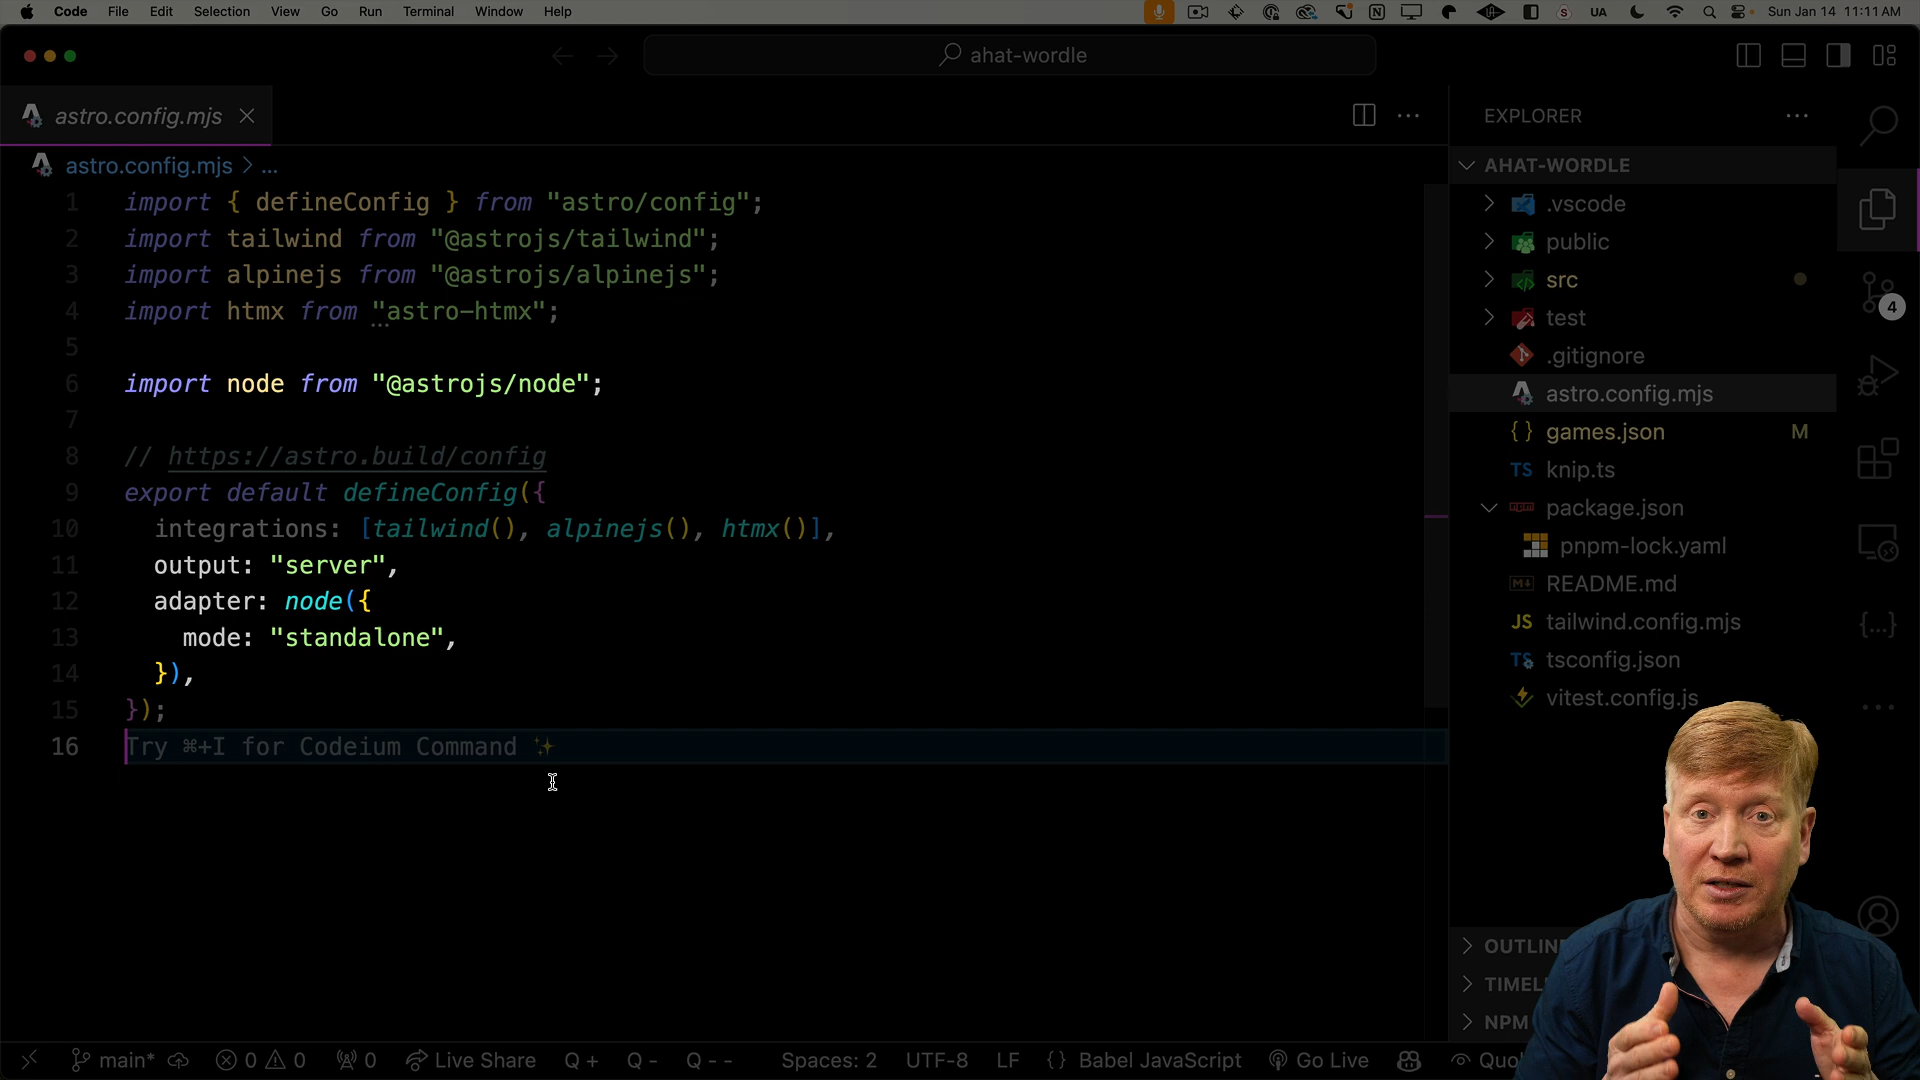 Code File Edit Selection View Go Run Terminal Window Help UA Sun Jan 14 11:11 AM
ahat-wordle
astro.config.mjs
astro.config.mjs > ...
1 import { defineConfig } from "astro/config";
2 import tailwind from "@astrojs/tailwind";
3 import alpinejs from "@astrojs/alpinejs";
4 import htmx from "astro-htmx";
5
6 import node from "@astrojs/node";
7
8 // https://astro.build/config
9 export default defineConfig({
10 integrations: [tailwind(), alpinejs(), htmx()],
11 output: "server",
12 adapter: node({
13 mode: "standalone",
14 }),
15 });
16 Try ⌘+I for Codeium Command ✨
EXPLORER
AHAT-WORDLE
.vscode
public
src
test
.gitignore
astro.config.mjs
{} games.json M
TS knip.ts
npm package.json
pnpm-lock.yaml
M↓ README.md
JS tailwind.config.mjs
TS tsconfig.json
vitest.config.js
4
OUTLIN
TIMEL
NPM
main* 0 0 0 Live Share Q + Q - Q - - Spaces: 2 UTF-8 LF {} Babel JavaScript Go Live Quo